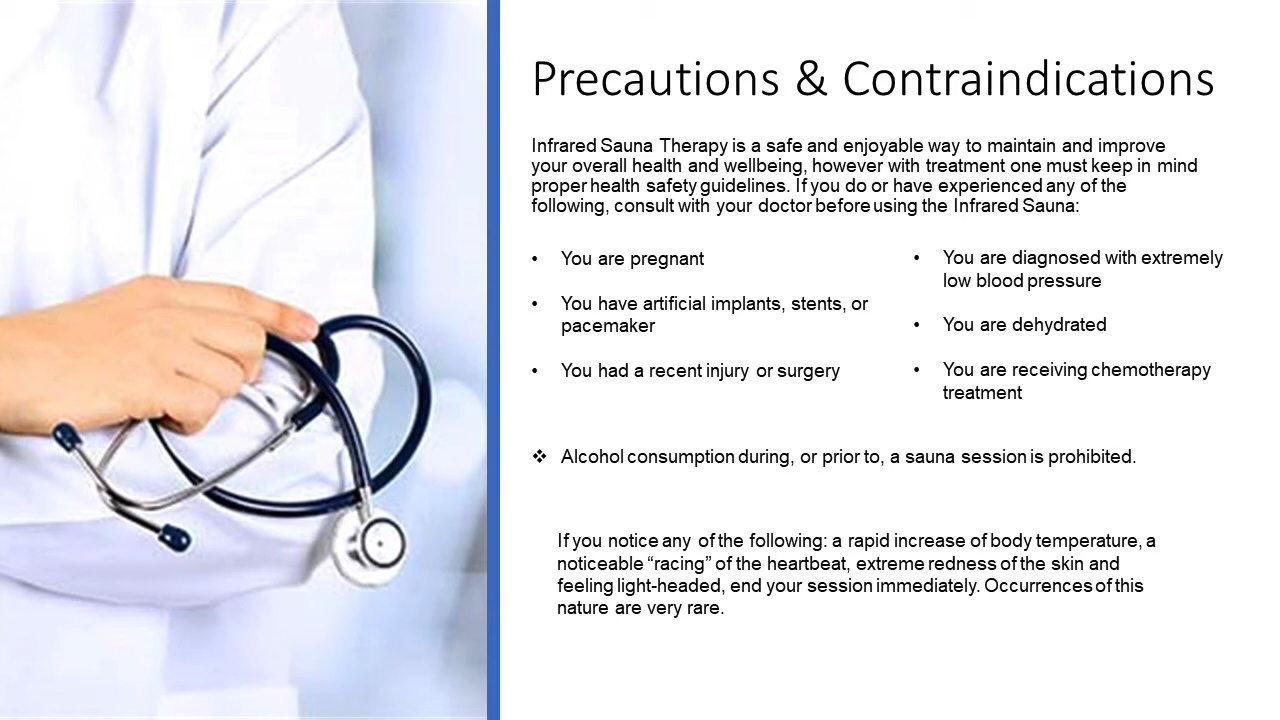 Precautions & Contraindications
Infrared Sauna Therapy is a safe and enjoyable way to maintain and improve
your overall health and wellbeing, however with treatment one must keep in mind
proper health safety guidelines. If you do or have experienced any of the
following, consult with your doctor before using the Infrared Sauna:
• You are pregnant
• You have artificial implants, stents, or
pacemaker
• You had a recent injury or surgery
• You are diagnosed with extremely
low blood pressure
• You are dehydrated
• You are receiving chemotherapy
treatment
❖ Alcohol consumption during, or prior to, a sauna session is prohibited.
If you notice any of the following: a rapid increase of body temperature, a
noticeable “racing” of the heartbeat, extreme redness of the skin and
feeling light-headed, end your session immediately. Occurrences of this
nature are very rare.